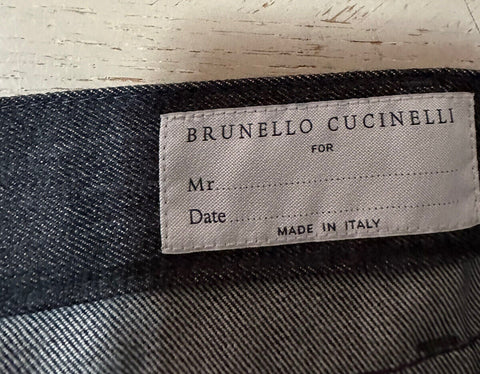 BRUNELLO CUCINELLI
FOR
Mr..............................
Date............................
MADE IN ITALY